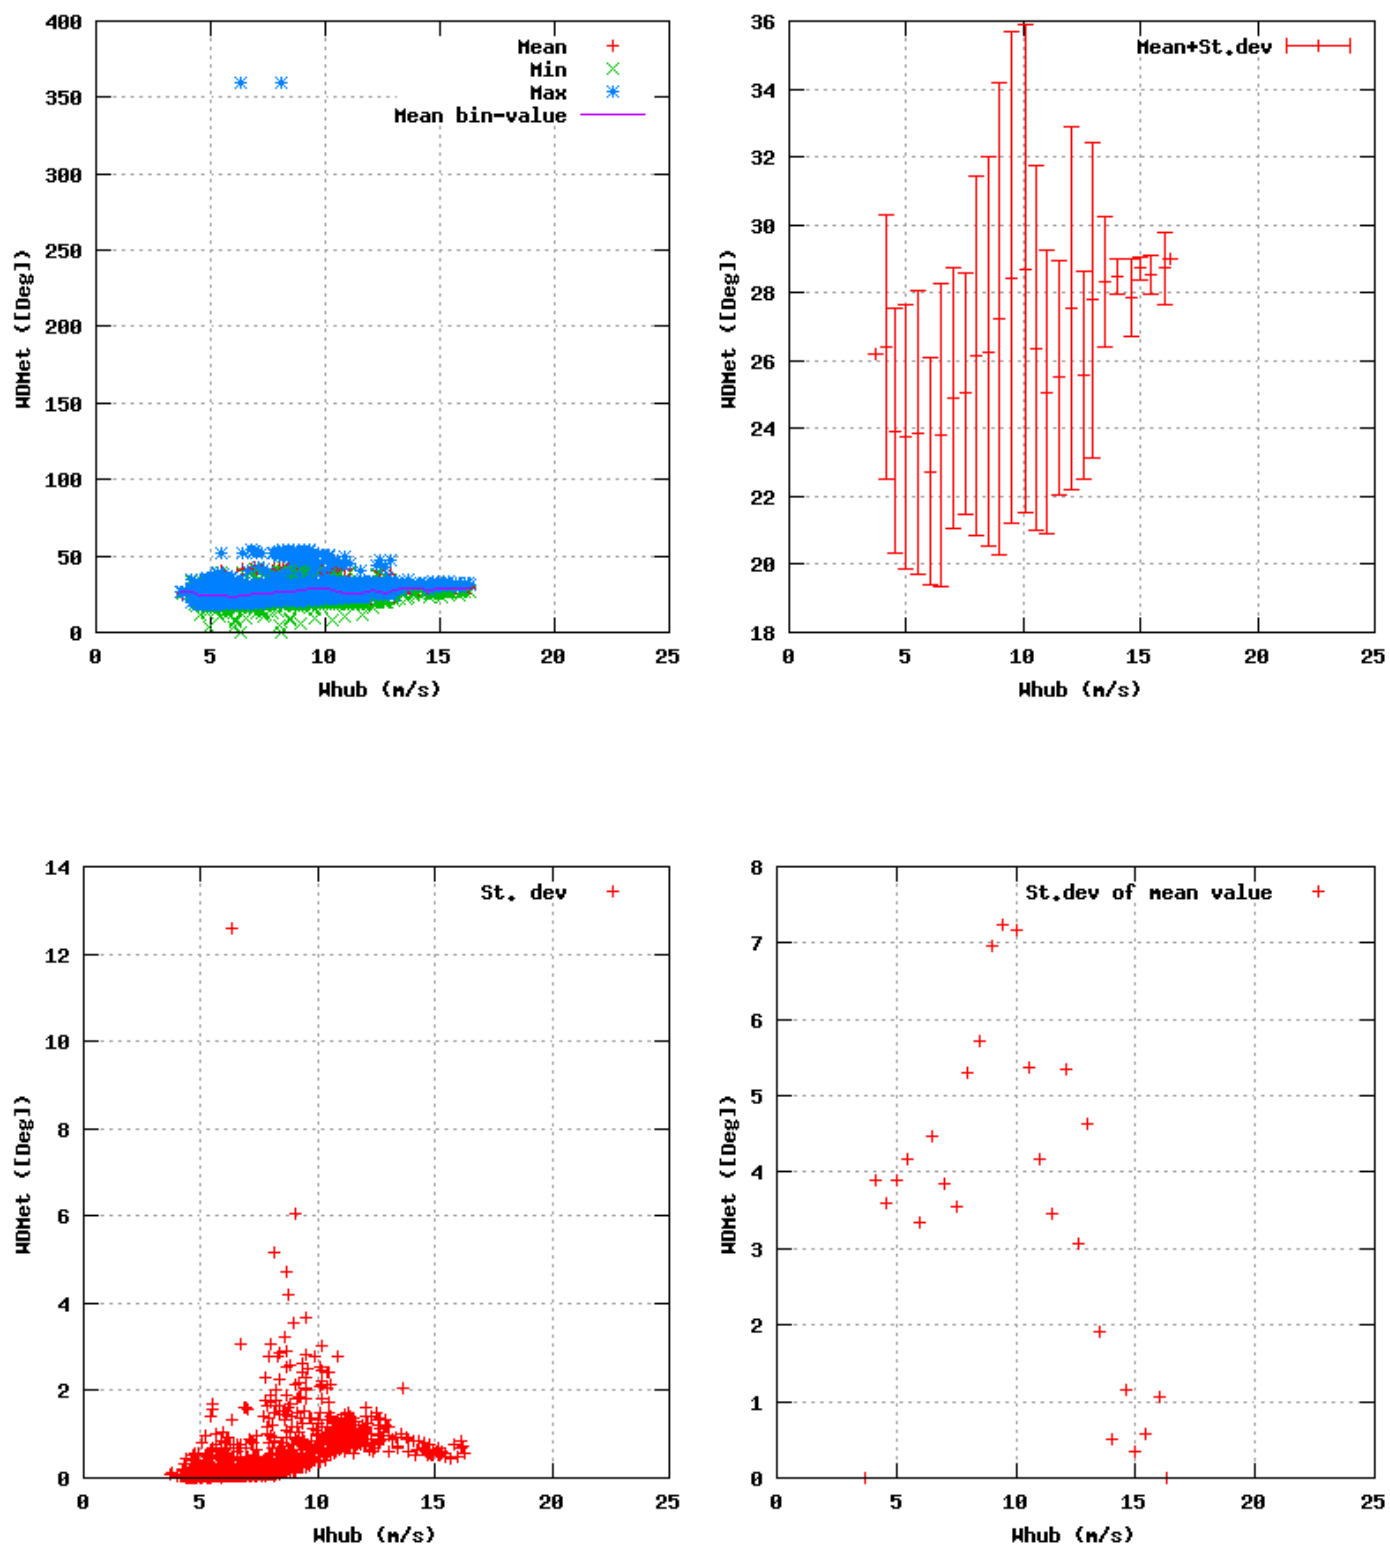 400
350
300
250
200
150
100
50
0
0 5 10 15 20 25
WDMet ([Deg])
Whub (m/s)
Mean
Min
Max
Mean bin-value
36
34
32
30
28
26
24
22
20
18
0 5 10 15 20 25
WDMet ([Deg])
Whub (m/s)
Mean+St.dev
14
12
10
8
6
4
2
0
0 5 10 15 20 25
WDMet ([Deg])
Whub (m/s)
St. dev
8
7
6
5
4
3
2
1
0
0 5 10 15 20 25
WDMet ([Deg])
Whub (m/s)
St.dev of mean value